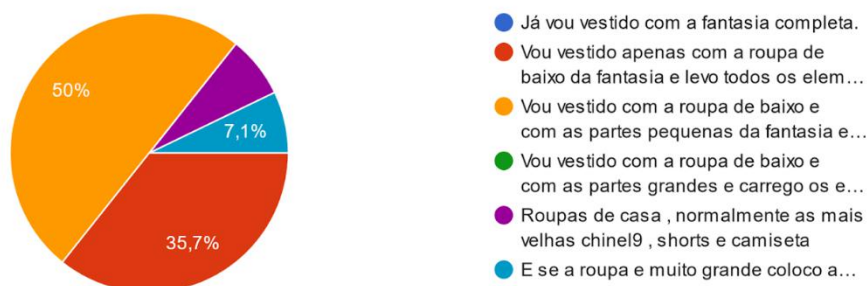 50%
7,1%
35,7%
Já vou vestido com a fantasia completa.
Vou vestido apenas com a roupa de
baixo da fantasia e levo todos os elem…
Vou vestido com a roupa de baixo e
com as partes pequenas da fantasia e…
Vou vestido com a roupa de baixo e
com as partes grandes e carrego os e…
Roupas de casa , normalmente as mais
velhas chinel9 , shorts e camiseta
E se a roupa e muito grande coloco a…